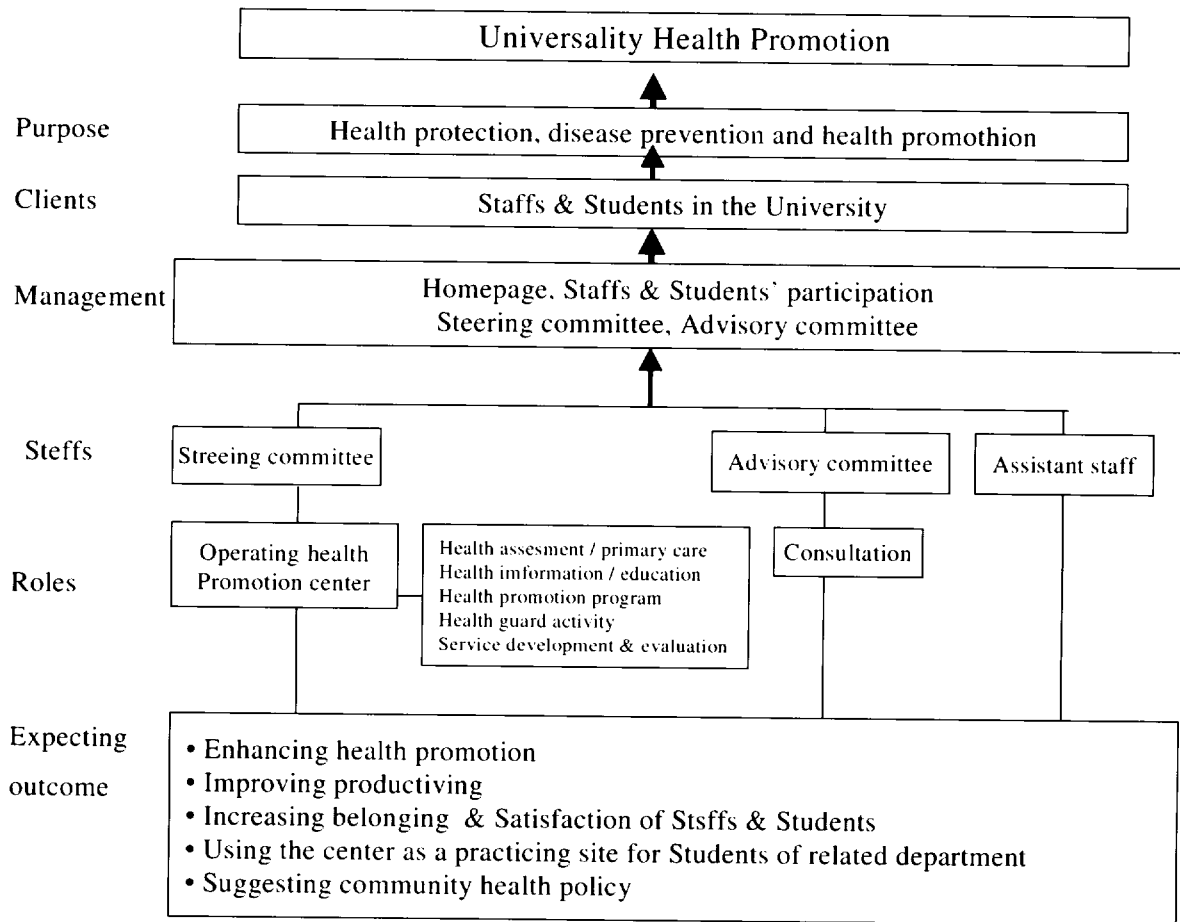 Universality Health Promotion
Purpose
Health protection, disease prevention and health promothion
Clients
Staffs & Students in the University
Management
Homepage, Staffs & Students' participation
Steering committee, Advisory committee
Steffs
Streeing committee
Advisory committee
Assistant staff
Roles
Operating health
Promotion center
Health assesment / primary care
Health imformation / education
Health promotion program
Health guard activity
Service development & evaluation
Consultation
Expecting
outcome
• Enhancing health promotion
• Improving productiving
• Increasing belonging & Satisfaction of Stsffs & Students
• Using the center as a practicing site for Students of related department
• Suggesting community health policy